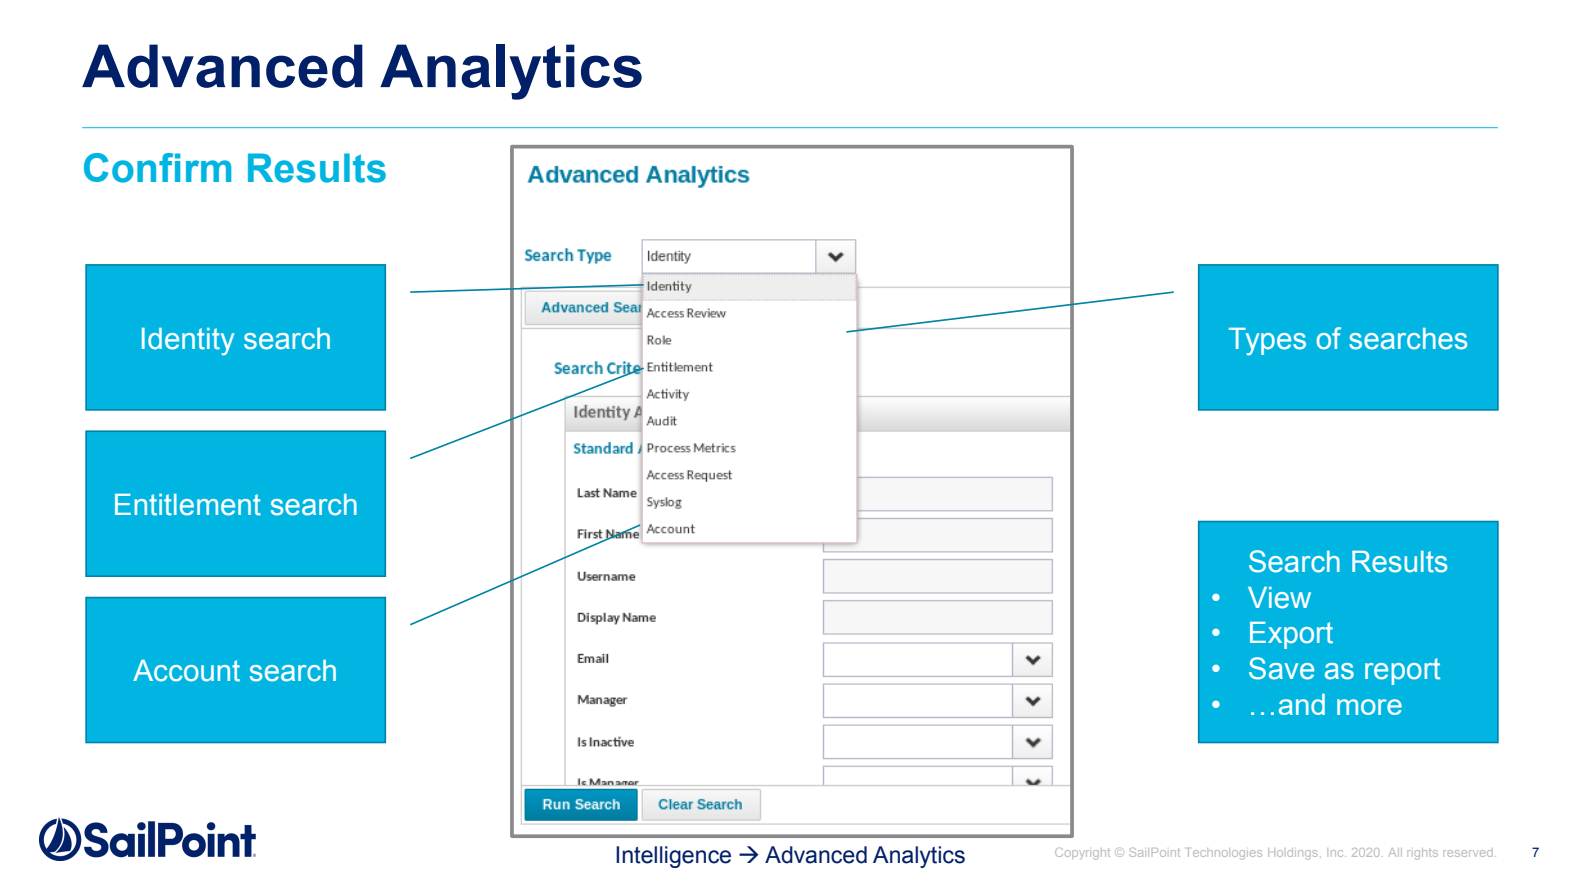 Advanced Analytics
Confirm Results
Identity search
Entitlement search
Account search
Advanced Analytics
Search Type
Identity
Identity
Access Review
Role
Entitlement
Activity
Audit
Process Metrics
Access Request
Syslog
Account
Advanced Sear
Search Crite
Identity A
Standard A
Last Name
First Name
Username
Display Name
Email
Manager
Is Inactive
Is Manager
Run Search
Clear Search
Types of searches
Search Results
• View
• Export
• Save as report
• …and more
SailPoint
Intelligence → Advanced Analytics
Copyright © SailPoint Technologies Holdings, Inc. 2020. All rights reserved.
7